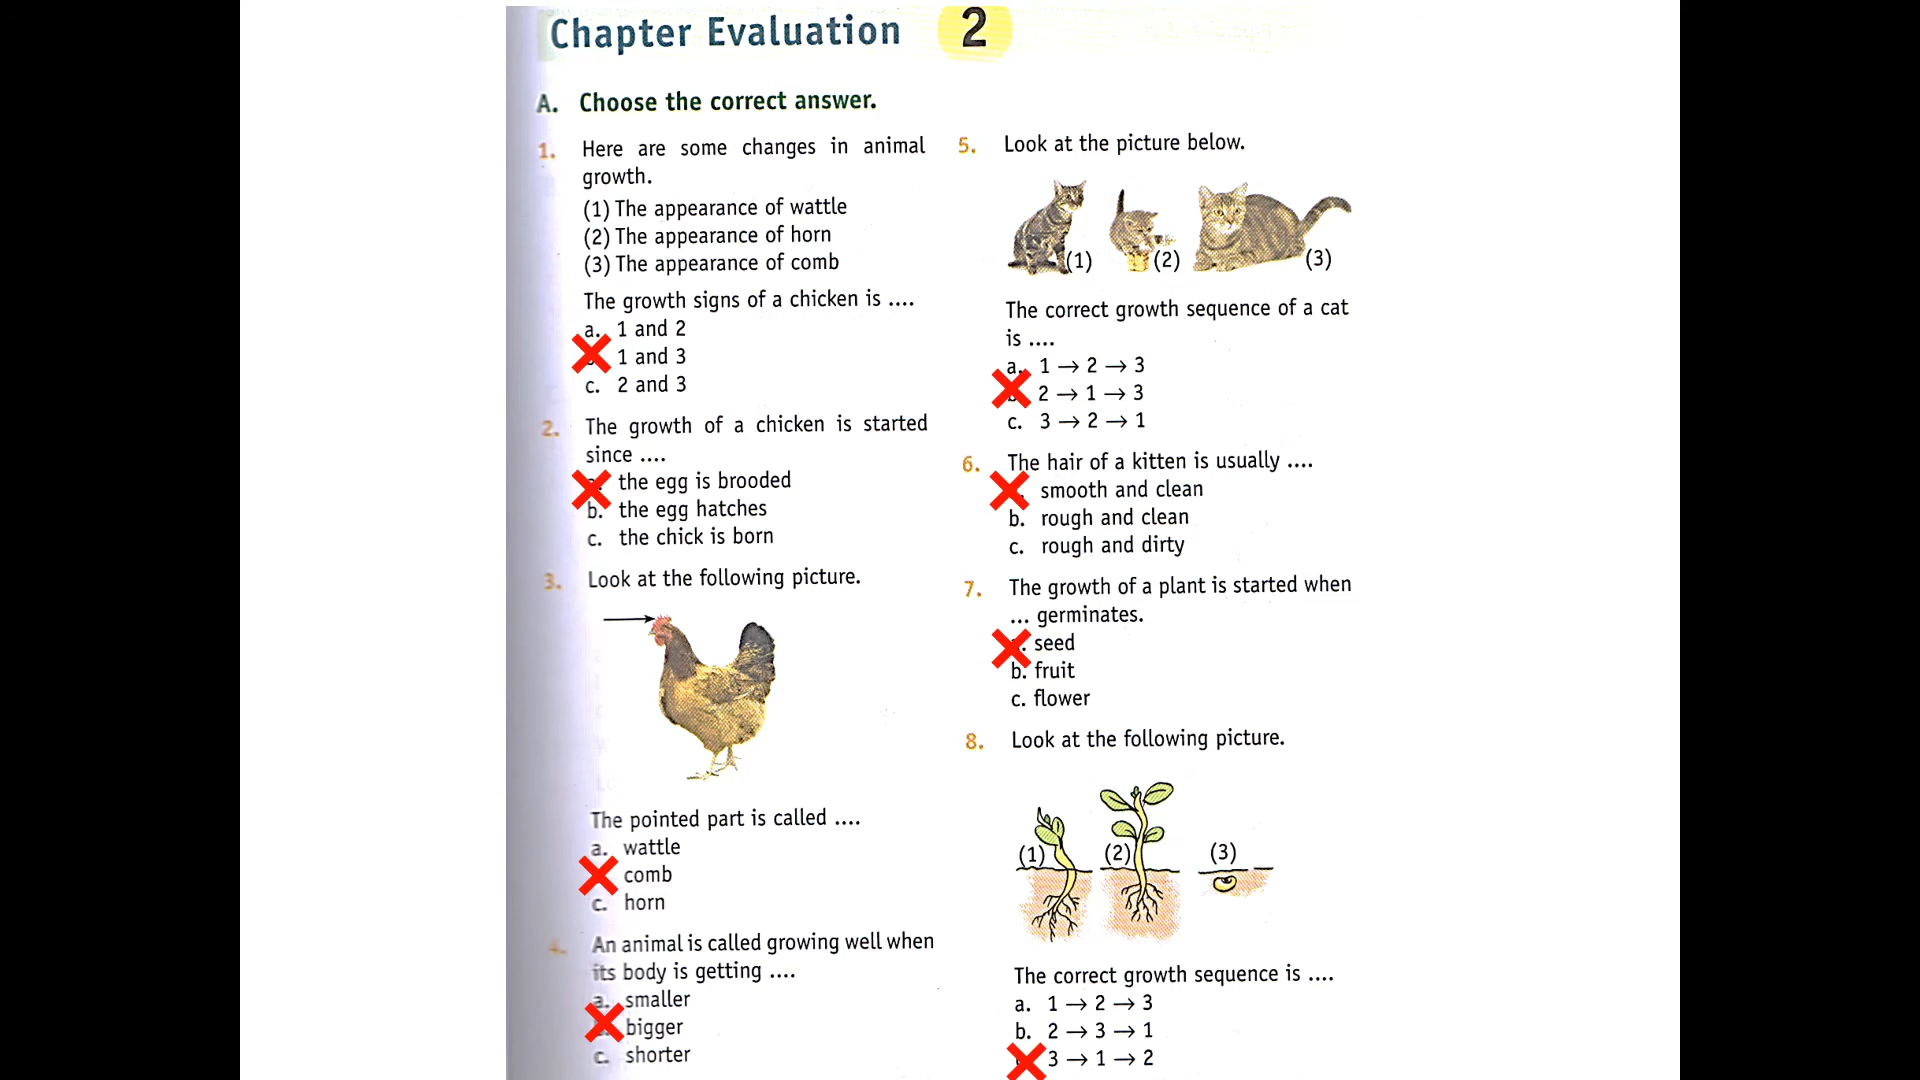 Chapter Evaluation 2
A. Choose the correct answer.
1. Here are some changes in animal
growth.
(1) The appearance of wattle
(2) The appearance of horn
(3) The appearance of comb
The growth signs of a chicken is ....
a. 1 and 2
1 and 3
c. 2 and 3
2. The growth of a chicken is started
since ....
the egg is brooded
b. the egg hatches
c. the chick is born
3. Look at the following picture.
The pointed part is called ....
a. wattle
comb
c. horn
4. An animal is called growing well when
its body is getting ....
a. smaller
bigger
c. shorter
5. Look at the picture below.
(1) (2) (3)
The correct growth sequence of a cat
is ....
a. 1 → 2 → 3
2 → 1 → 3
c. 3 → 2 → 1
6. The hair of a kitten is usually ....
smooth and clean
b. rough and clean
c. rough and dirty
7. The growth of a plant is started when
... germinates.
seed
b. fruit
c. flower
8. Look at the following picture.
(1) (2) (3)
The correct growth sequence is ....
a. 1 → 2 → 3
b. 2 → 3 → 1
3 → 1 → 2